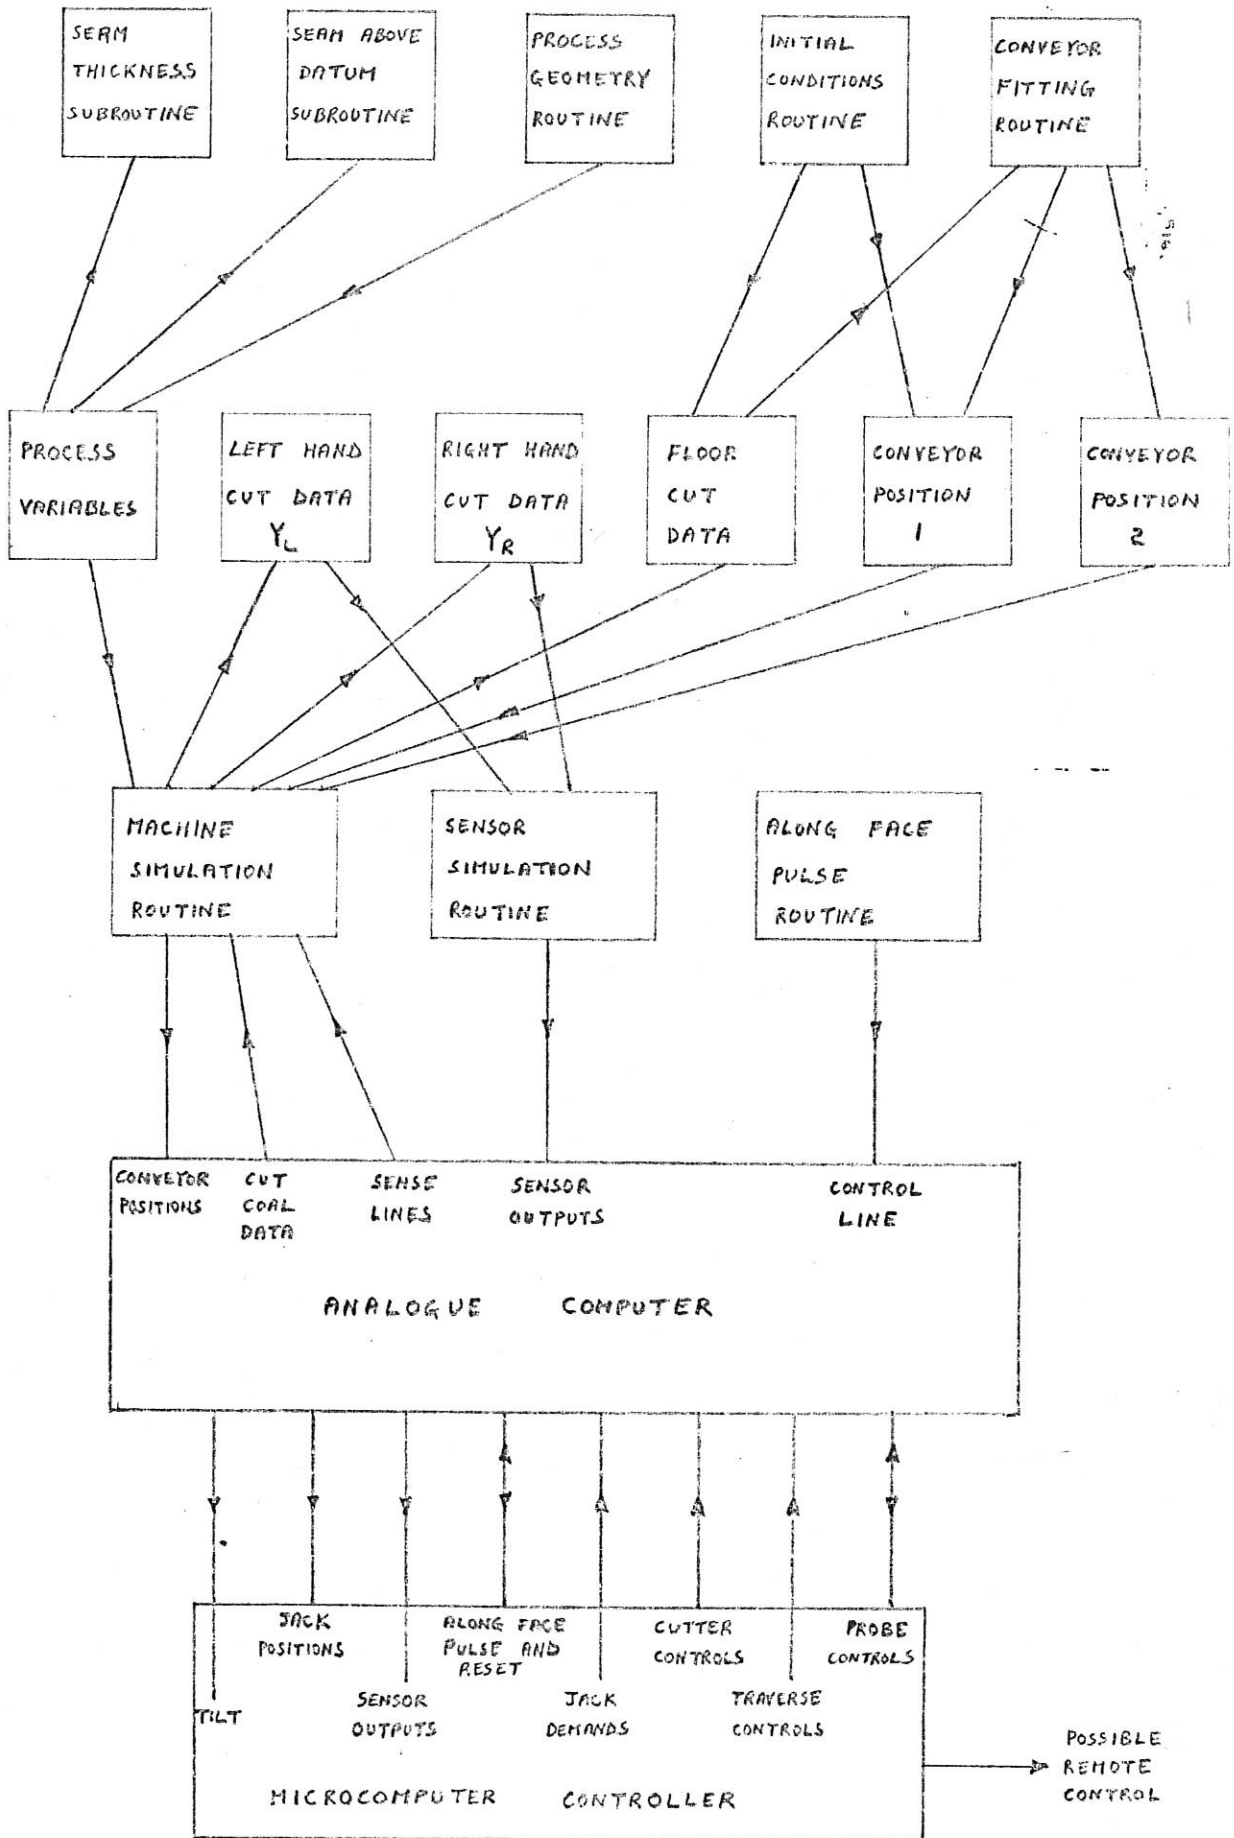 SEAM
THICKNESS
SUBROUTINE
SEAM ABOVE
DATUM
SUBROUTINE
PROCESS
GEOMETRY
ROUTINE
INITIAL
CONDITIONS
ROUTINE
CONVEYOR
FITTING
ROUTINE
PROCESS
VARIABLES
LEFT HAND
CUT DATA
YL
RIGHT HAND
CUT DATA
YR
FLOOR
CUT
DATA
CONVEYOR
POSITION
1
CONVEYOR
POSITION
2
MACHINE
SIMULATION
ROUTINE
SENSOR
SIMULATION
ROUTINE
ALONG FACE
PULSE
ROUTINE
CONVEYOR
POSITIONS
CUT
COAL
DATA
SENSE
LINES
SENSOR
OUTPUTS
CONTROL
LINE
ANALOGUE COMPUTER
TILT
JACK
POSITIONS
SENSOR
OUTPUTS
ALONG FACE
PULSE AND
RESET
JACK
DEMANDS
CUTTER
CONTROLS
TRAVERSE
CONTROLS
PROBE
CONTROLS
MICROCOMPUTER CONTROLLER
POSSIBLE
REMOTE
CONTROL